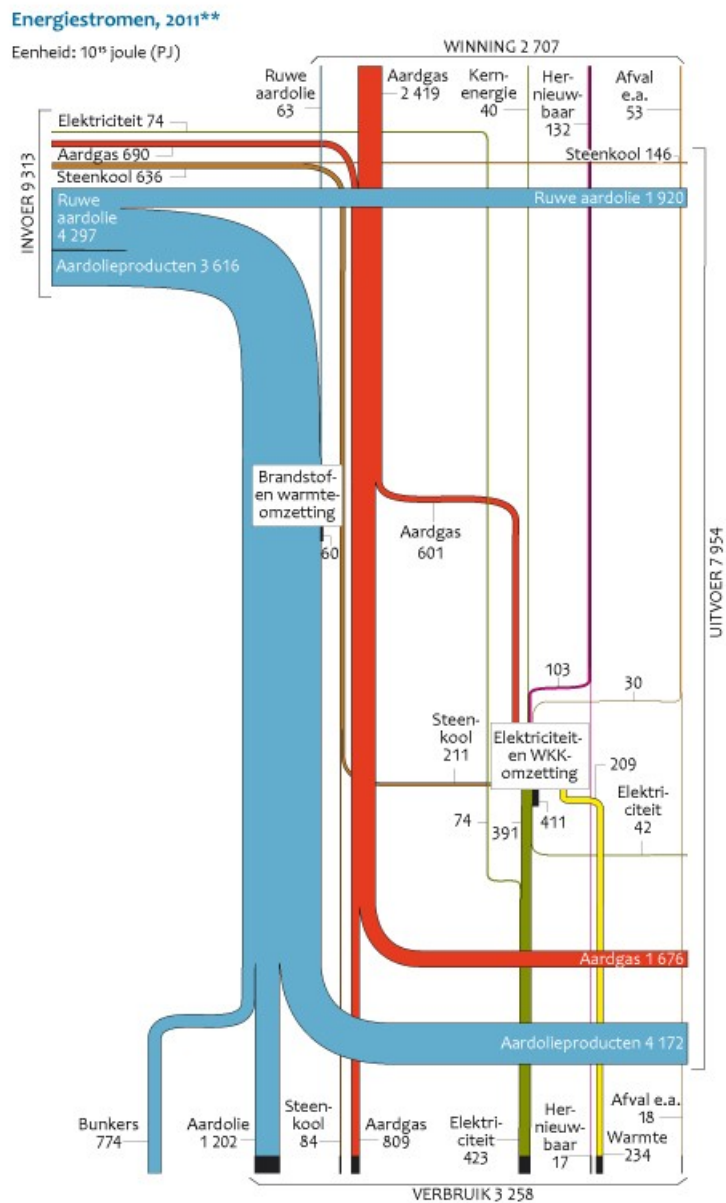 Energiestromen, 2011**
Eenheid: 10¹⁵ joule (PJ)
WINNING 2 707
Ruwe
aardolie
63
Aardgas
2 419
Kern-
energie
40
Her-
nieuw-
baar
132
Afval
e.a.
53
INVOER 9 313
Elektriciteit 74
Aardgas 690
Steenkool 636
Ruwe
aardolie
4 297
Aardolieproducten 3 616
Steenkool 146
Ruwe aardolie 1 920
UITVOER 7 954
Brandstof-
en warmte-
omzetting
60
Aardgas
601
103
30
Steen-
kool
211
Elektriciteit-
en WKK-
omzetting
209
Elektri-
citeit
42
74
391
411
Aardgas 1 676
Aardolieproducten 4 172
Bunkers
774
Aardolie
1 202
Steen-
kool
84
Aardgas
809
Elektri-
citeit
423
Her-
nieuw-
baar
17
Afval e.a.
18
Warmte
234
VERBRUIK 3 258